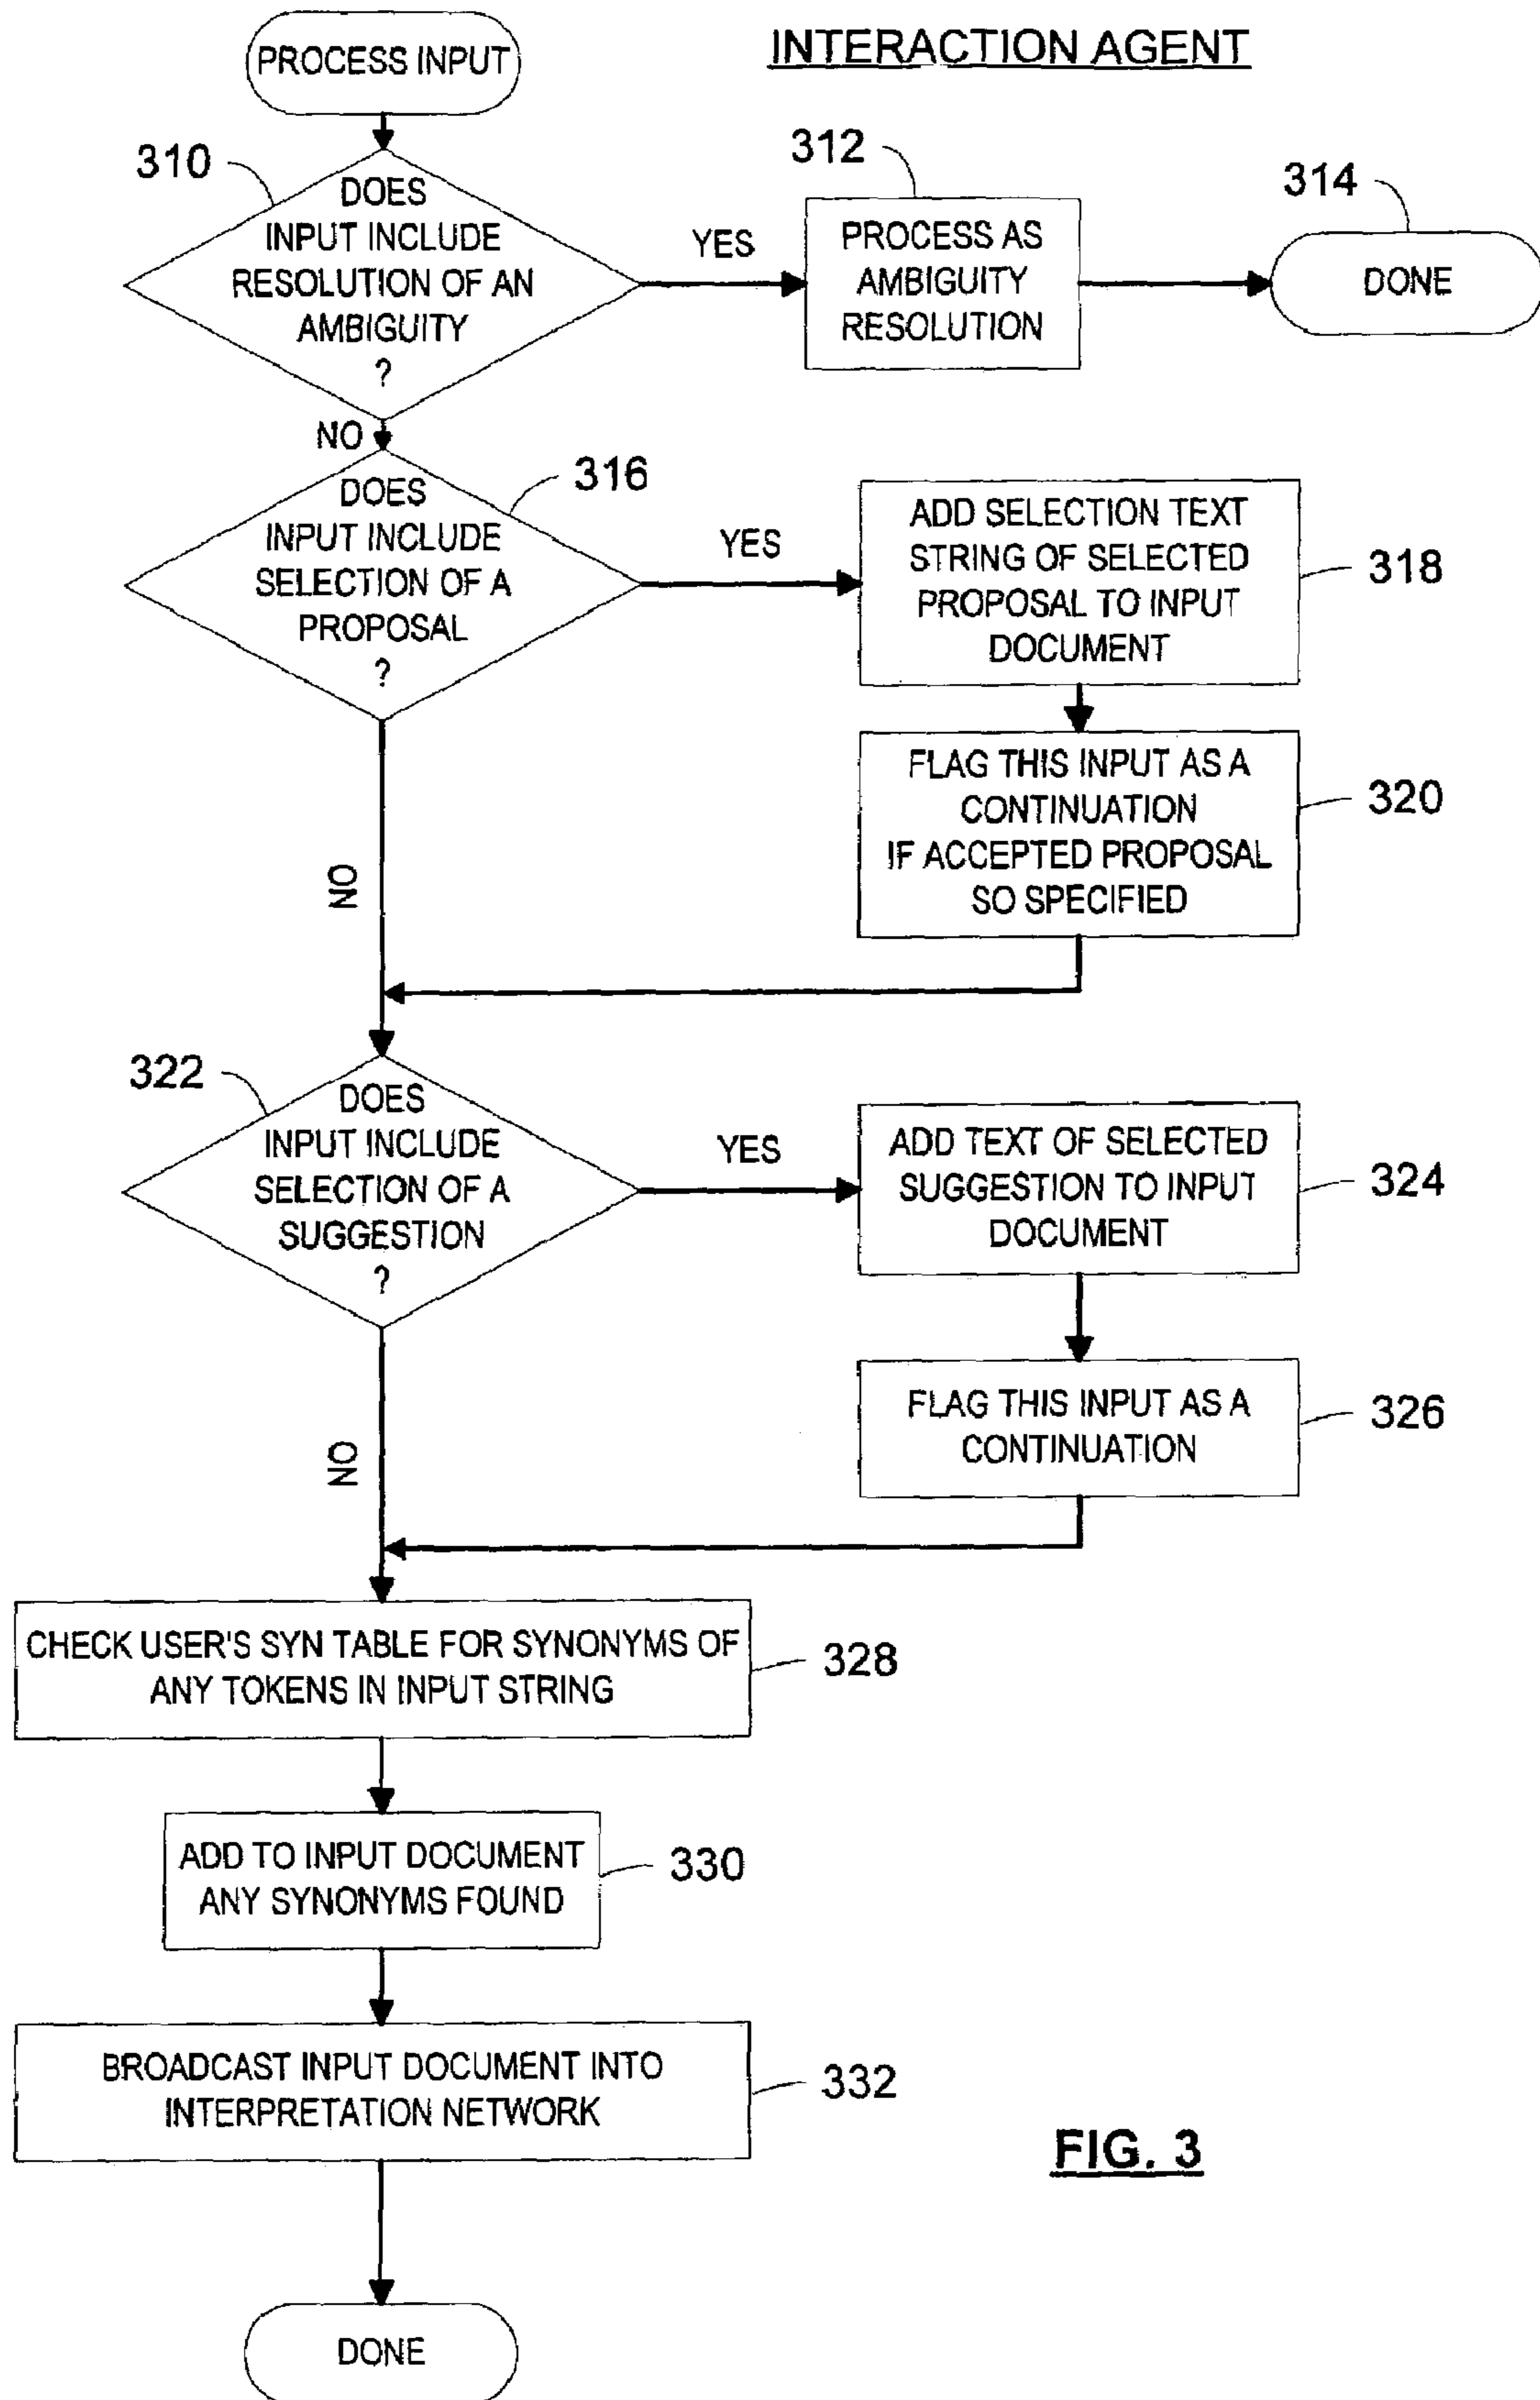 PROCESS INPUT
INTERACTION AGENT
310
DOES
INPUT INCLUDE
RESOLUTION OF AN
AMBIGUITY
?
YES
312
PROCESS AS
AMBIGUITY
RESOLUTION
314
DONE
NO
316
DOES
INPUT INCLUDE
SELECTION OF A
PROPOSAL
?
YES
ADD SELECTION TEXT
STRING OF SELECTED
PROPOSAL TO INPUT
DOCUMENT
318
FLAG THIS INPUT AS A
CONTINUATION
IF ACCEPTED PROPOSAL
SO SPECIFIED
320
NO
322
DOES
INPUT INCLUDE
SELECTION OF A
SUGGESTION
?
YES
ADD TEXT OF SELECTED
SUGGESTION TO INPUT
DOCUMENT
324
FLAG THIS INPUT AS A
CONTINUATION
326
NO
CHECK USER'S SYN TABLE FOR SYNONYMS OF
ANY TOKENS IN INPUT STRING
328
ADD TO INPUT DOCUMENT
ANY SYNONYMS FOUND
330
BROADCAST INPUT DOCUMENT INTO
INTERPRETATION NETWORK
332
FIG. 3
DONE